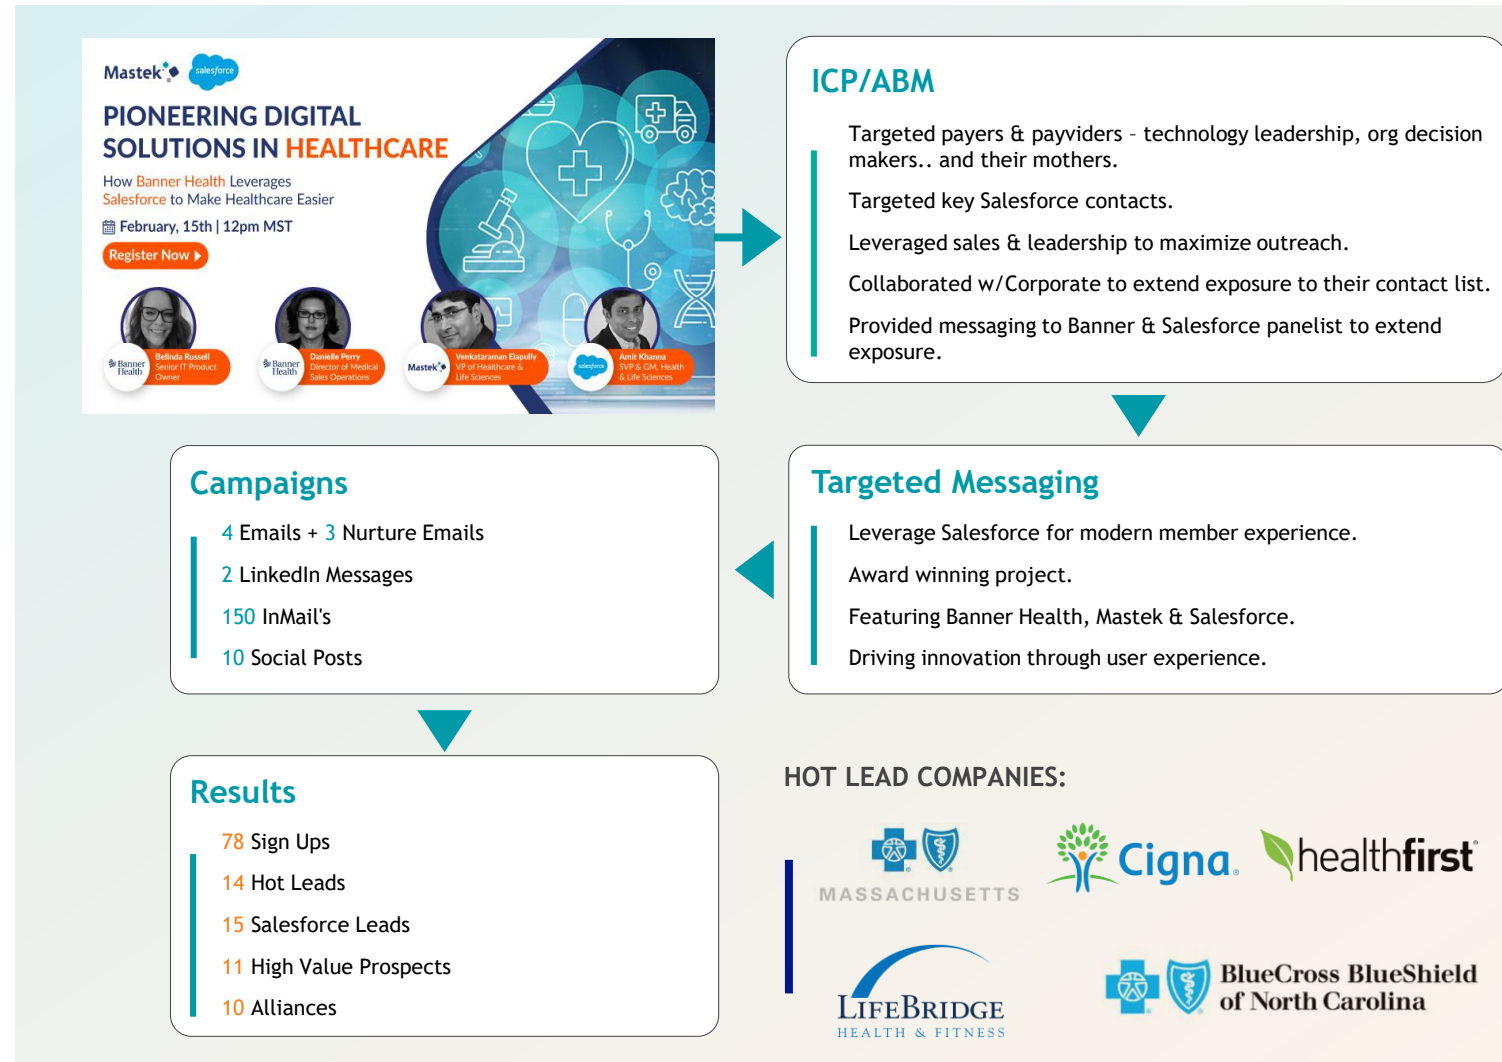 Mastek
salesforce
PIONEERING DIGITAL
SOLUTIONS IN HEALTHCARE
How Banner Health Leverages
Salesforce to Make Healthcare Easier
February, 15th | 12pm MST
Register Now
Banner
Health
Belinda Russell
Senior IT Product
Owner
Banner
Health
Danielle Perry
Director of Medical
Sales Operations
Mastek
Venkataraman Elapully
VP of Healthcare &
Life Sciences
salesforce
Amit Khanna
SVP & GM, Health
& Life Sciences
ICP/ABM
Targeted payers & payviders – technology leadership, org decision
makers.. and their mothers.
Targeted key Salesforce contacts.
Leveraged sales & leadership to maximize outreach.
Collaborated w/Corporate to extend exposure to their contact list.
Provided messaging to Banner & Salesforce panelist to extend
exposure.
Targeted Messaging
Leverage Salesforce for modern member experience.
Award winning project.
Featuring Banner Health, Mastek & Salesforce.
Driving innovation through user experience.
Campaigns
4 Emails + 3 Nurture Emails
2 LinkedIn Messages
150 InMail's
10 Social Posts
Results
78 Sign Ups
14 Hot Leads
15 Salesforce Leads
11 High Value Prospects
10 Alliances
HOT LEAD COMPANIES:
MASSACHUSETTS
Cigna.
healthfirst
LIFEBRIDGE
HEALTH & FITNESS
BlueCross BlueShield
of North Carolina